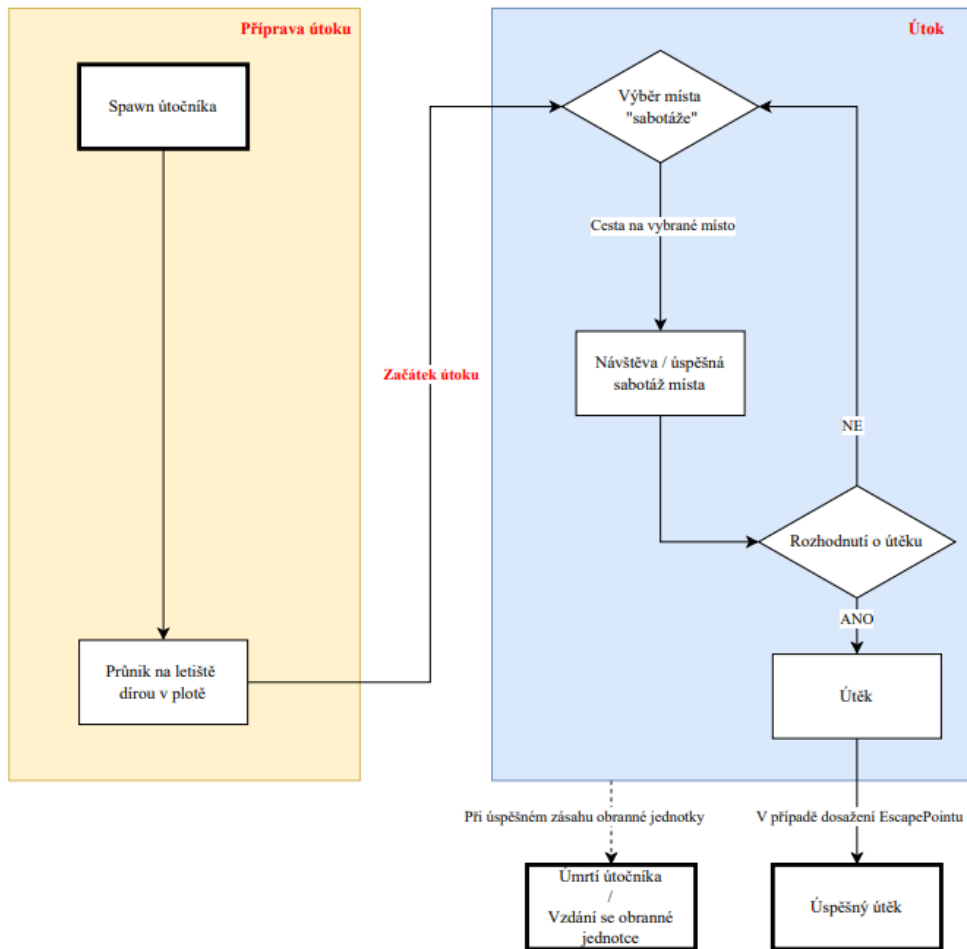 Příprava útoku
Útok
Spawn útočníka
Výběr místa
"sabotáže"
Cesta na vybrané místo
Návštěva / úspěšná
sabotáž místa
Začátek útoku
NE
Rozhodnutí o útěku
ANO
Průnik na letiště
dírou v plotě
Útěk
Při úspěšném zásahu obranné jednotky
V případě dosažení EscapePointu
Úmrtí útočníka
/
Vzdání se obranné
jednotce
Úspěšný útěk